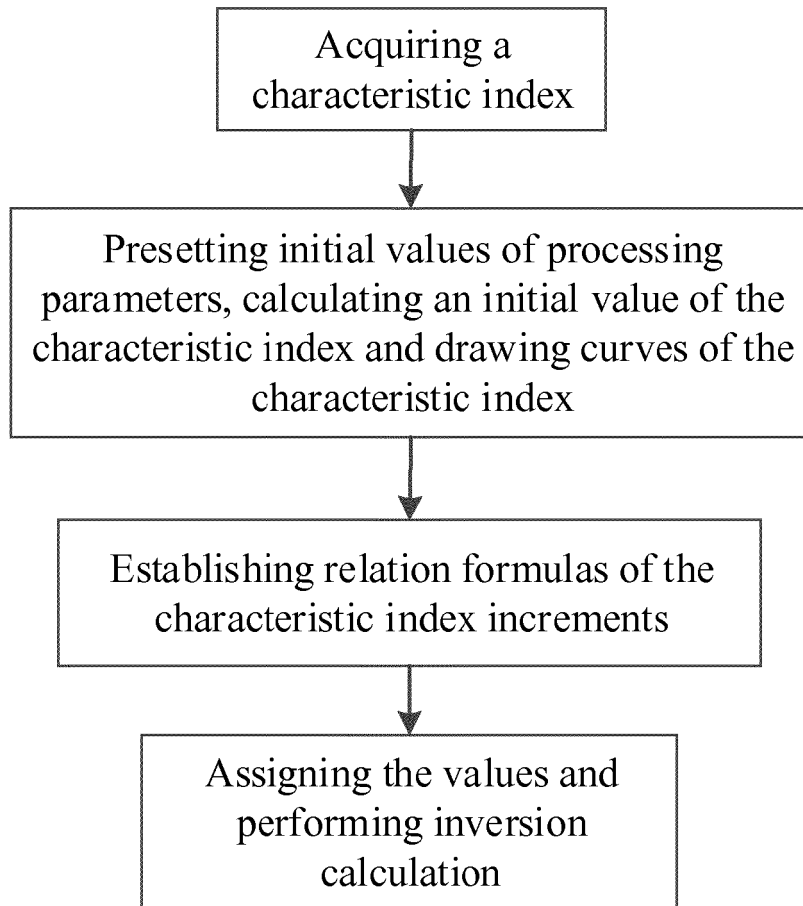 Acquiring a
characteristic index
Presetting initial values of processing
parameters, calculating an initial value of the
characteristic index and drawing curves of the
characteristic index
Establishing relation formulas of the
characteristic index increments
Assigning the values and
performing inversion
calculation